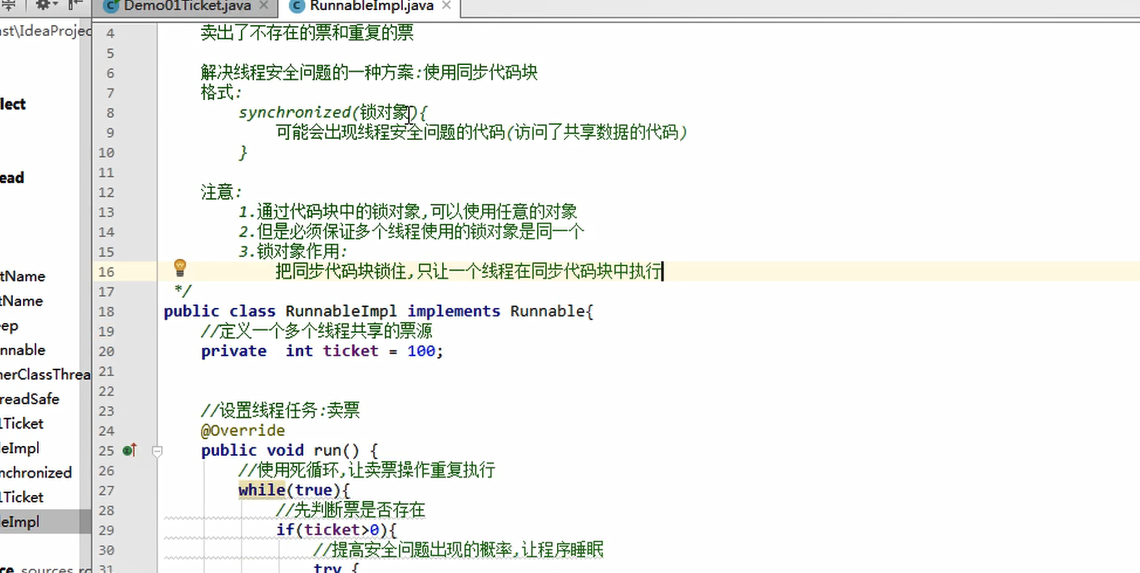 Demo01Ticket.java
RunnableImpl.java
ast\IdeaProjec
4 卖出了不存在的票和重复的票
5
6 解决线程安全问题的一种方案:使用同步代码块
7 格式:
8 synchronized(锁对象){
9 可能会出现线程安全问题的代码(访问了共享数据的代码)
10 }
11
12 注意:
13 1.通过代码块中的锁对象,可以使用任意的对象
14 2.但是必须保证多个线程使用的锁对象是同一个
15 3.锁对象作用:
16 把同步代码块锁住,只让一个线程在同步代码块中执行
17 */
18 public class RunnableImpl implements Runnable{
19 //定义一个多个线程共享的票源
20 private int ticket = 100;
21
22
23 //设置线程任务:卖票
24 @Override
25 public void run() {
26 //使用死循环,让卖票操作重复执行
27 while(true){
28 //先判断票是否存在
29 if(ticket>0){
30 //提高安全问题出现的概率,让程序睡眠
31 try {
lect
ead
tName
tName
ep
nnable
nerClassThrea
readSafe
1Ticket
leImpl
nchronized
1Ticket
leImpl
ce sources ro